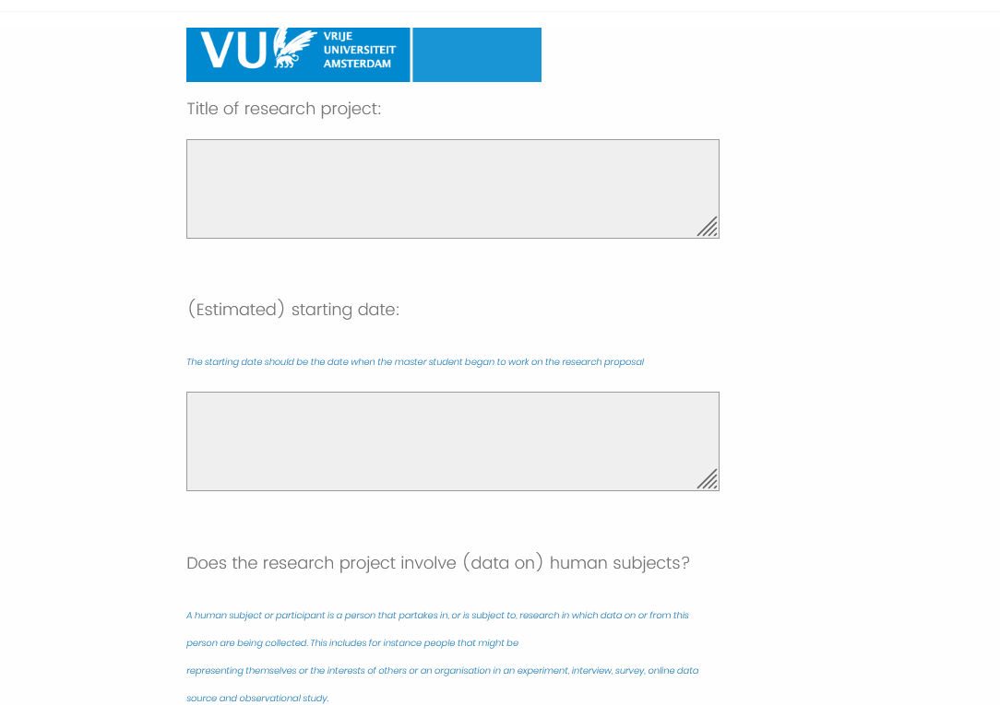 VU
VRIJE
UNIVERSITEIT
AMSTERDAM
Title of research project:
(Estimated) starting date:
The starting date should be the date when the master student began to work on the research proposal
Does the research project involve (data on) human subjects?
A human subject or participant is a person that partakes in, or is subject to, research in which data on or from this
person are being collected. This includes for instance people that might be
representing themselves or the interests of others or an organisation in an experiment, interview, survey, online data
source and observational study.